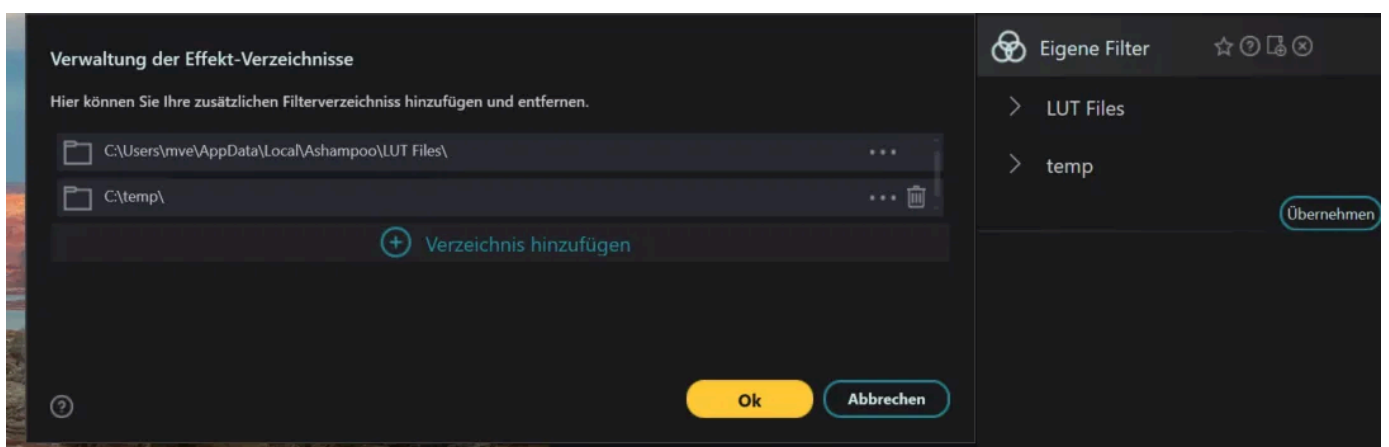 Verwaltung der Effekt-Verzeichnisse
Hier können Sie Ihre zusätzlichen Filterverzeichniss hinzufügen und entfernen.
C:\Users\mve\AppData\Local\Ashampoo\LUT Files\
C:\temp\
Verzeichnis hinzufügen
Ok
Abbrechen
Eigene Filter
LUT Files
temp
Übernehmen